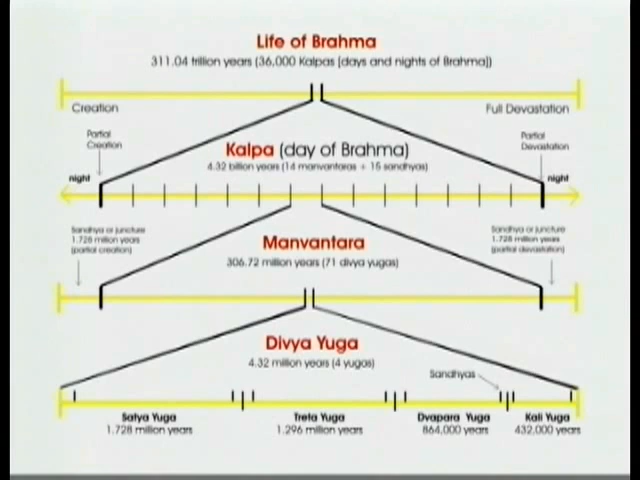 Life of Brahma
311.04 trillion years (36,000 Kalpas [days and nights of Brahma])
Creation
Full Devastation
Partial
Creation
Partial
Devastation
Kalpa (day of Brahma)
4.32 billion years (14 manvantaras + 15 sandhyas)
night
night
Sandhya or juncture
1.728 million years
(partial creation)
Sandhya or juncture
1.728 million years
(partial devastation)
Manvantara
306.72 million years (71 divya yugas)
Divya Yuga
4.32 million years (4 yugas)
Sandhyas
Satya Yuga
1.728 million years
Treta Yuga
1.296 million years
Dvapara Yuga
864,000 years
Kali Yuga
432,000 years